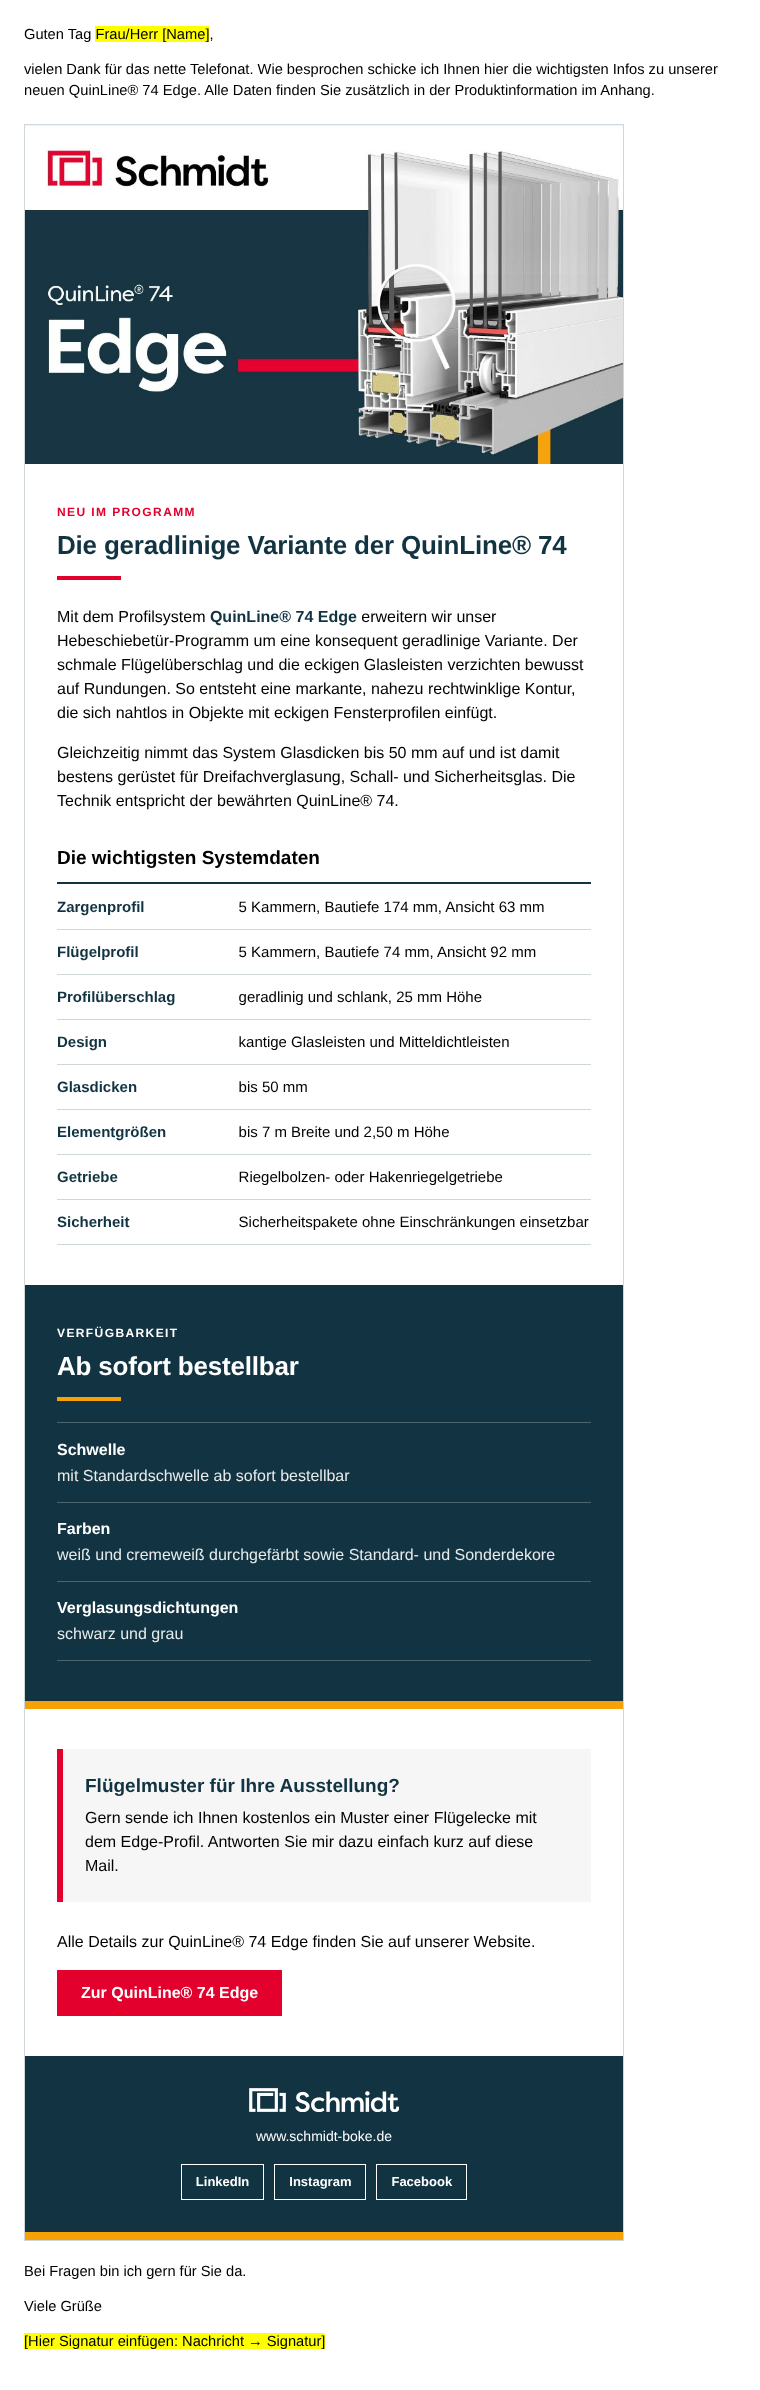 Guten Tag Frau/Herr [Name],
vielen Dank für das nette Telefonat. Wie besprochen schicke ich Ihnen hier die wichtigsten Infos zu unserer
neuen QuinLine® 74 Edge. Alle Daten finden Sie zusätzlich in der Produktinformation im Anhang.
Schmidt
QuinLine® 74
Edge
NEU IM PROGRAMM
Die geradlinige Variante der QuinLine® 74
Mit dem Profilsystem QuinLine® 74 Edge erweitern wir unser
Hebeschiebetür-Programm um eine konsequent geradlinige Variante. Der
schmale Flügelüberschlag und die eckigen Glasleisten verzichten bewusst
auf Rundungen. So entsteht eine markante, nahezu rechtwinklige Kontur,
die sich nahtlos in Objekte mit eckigen Fensterprofilen einfügt.
Gleichzeitig nimmt das System Glasdicken bis 50 mm auf und ist damit
bestens gerüstet für Dreifachverglasung, Schall- und Sicherheitsglas. Die
Technik entspricht der bewährten QuinLine® 74.
Die wichtigsten Systemdaten
Zargenprofil 5 Kammern, Bautiefe 174 mm, Ansicht 63 mm
Flügelprofil 5 Kammern, Bautiefe 74 mm, Ansicht 92 mm
Profilüberschlag geradlinig und schlank, 25 mm Höhe
Design kantige Glasleisten und Mitteldichtleisten
Glasdicken bis 50 mm
Elementgrößen bis 7 m Breite und 2,50 m Höhe
Getriebe Riegelbolzen- oder Hakenriegelgetriebe
Sicherheit Sicherheitspakete ohne Einschränkungen einsetzbar
VERFÜGBARKEIT
Ab sofort bestellbar
Schwelle
mit Standardschwelle ab sofort bestellbar
Farben
weiß und cremeweiß durchgefärbt sowie Standard- und Sonderdekore
Verglasungsdichtungen
schwarz und grau
Flügelmuster für Ihre Ausstellung?
Gern sende ich Ihnen kostenlos ein Muster einer Flügelecke mit
dem Edge-Profil. Antworten Sie mir dazu einfach kurz auf diese
Mail.
Alle Details zur QuinLine® 74 Edge finden Sie auf unserer Website.
Zur QuinLine® 74 Edge
Schmidt
www.schmidt-boke.de
LinkedIn Instagram Facebook
Bei Fragen bin ich gern für Sie da.
Viele Grüße
[Hier Signatur einfügen: Nachricht → Signatur]